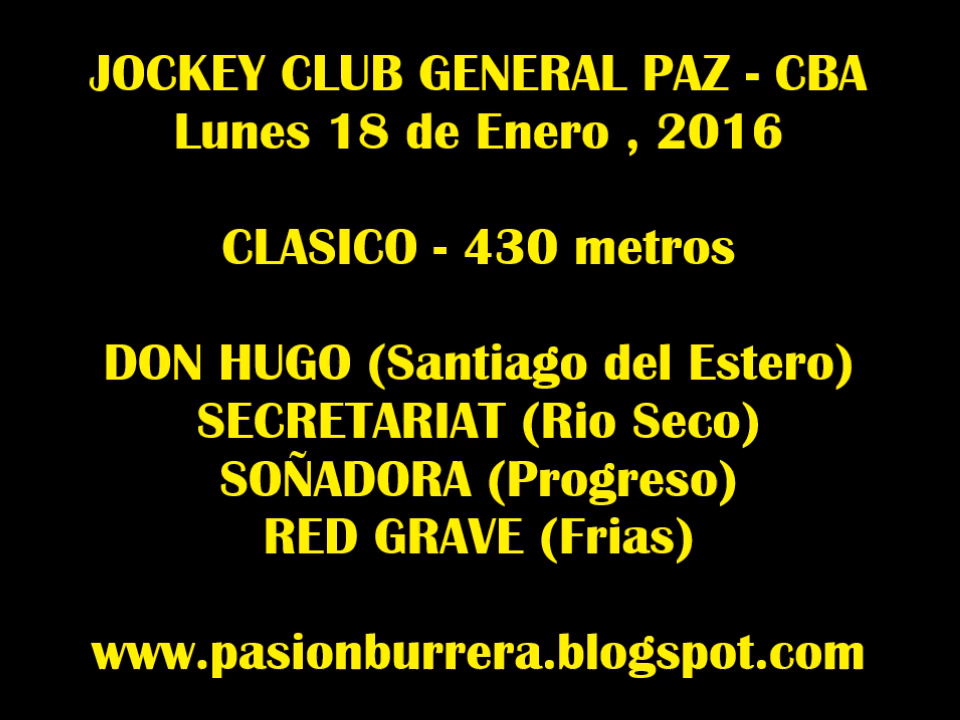 JOCKEY CLUB GENERAL PAZ - CBA
Lunes 18 de Enero , 2016
CLASICO - 430 metros
DON HUGO (Santiago del Estero)
SECRETARIAT (Rio Seco)
SOÑADORA (Progreso)
RED GRAVE (Frias)
www.pasionburrera.blogspot.com